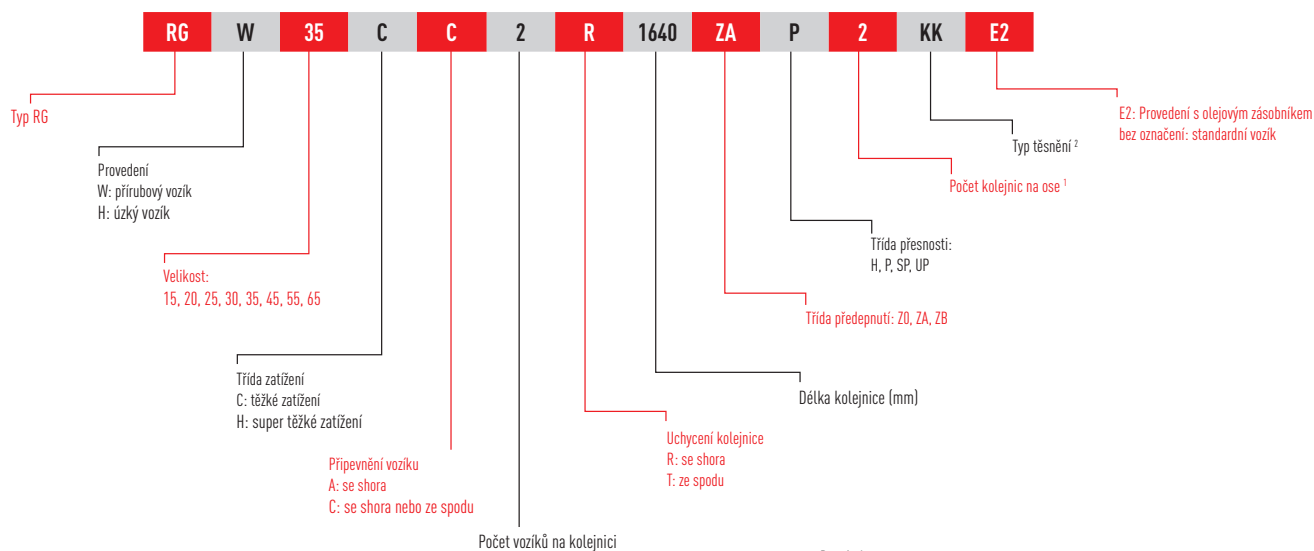 RG W 35 C C 2 R 1640 ZA P 2 KK E2
Typ RG
E2: Provedení s olejovým zásobníkem
bez označení: standardní vozík
Typ těsnění ²
Provedení
W: přírubový vozík
H: úzký vozík
Počet kolejnic na ose ¹
Třída přesnosti:
H, P, SP, UP
Velikost:
15, 20, 25, 30, 35, 45, 55, 65
Třída předepnutí: Z0, ZA, ZB
Třída zatížení
C: těžké zatížení
H: super těžké zatížení
Délka kolejnice (mm)
Uchycení kolejnice
R: se shora
T: ze spodu
Připevnění vozíku
A: se shora
C: se shora nebo ze spodu
Počet vozíků na kolejnici